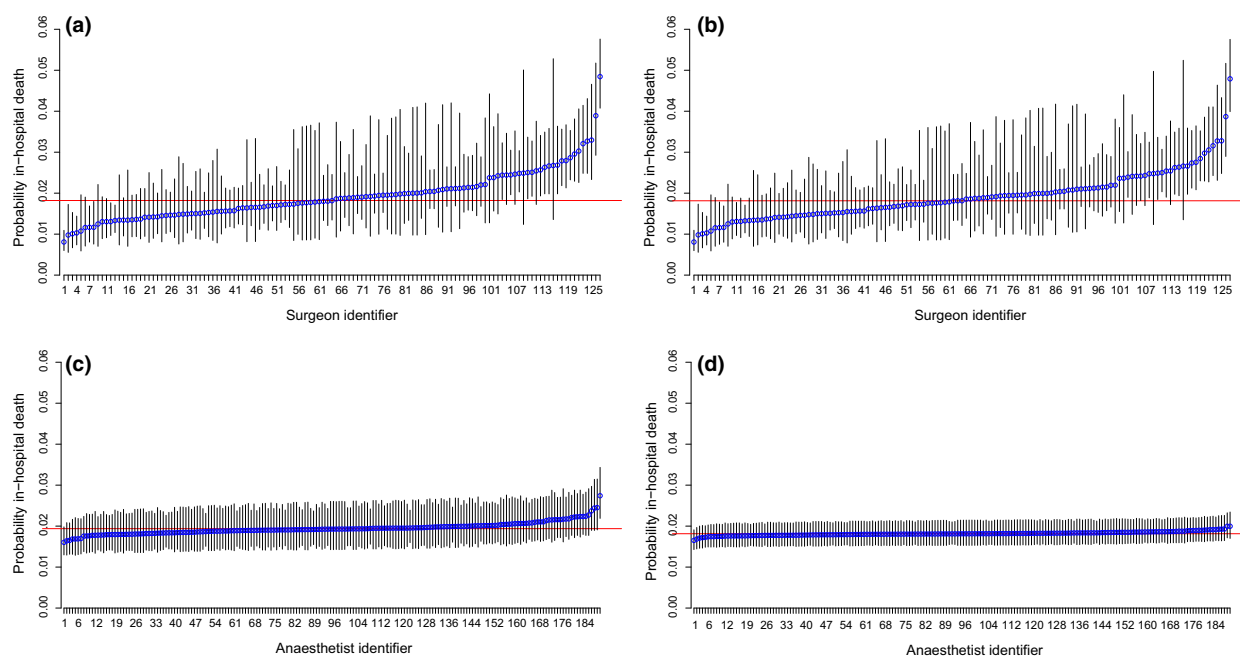 (a)
Probability in−hospital death
0.00 0.01 0.02 0.03 0.04 0.05 0.06
1 4 7 11 16 21 26 31 36 41 46 51 56 61 66 71 76 81 86 91 96 101 107 113 119 125
Surgeon identifier
(b)
Probability in−hospital death
0.00 0.01 0.02 0.03 0.04 0.05 0.06
1 4 7 11 16 21 26 31 36 41 46 51 56 61 66 71 76 81 86 91 96 101 107 113 119 125
Surgeon identifier
(c)
Probability in−hospital death
0.00 0.01 0.02 0.03 0.04 0.05 0.06
1 6 12 19 26 33 40 47 54 61 68 75 82 89 96 104 112 120 128 136 144 152 160 168 176 184
Anaesthetist identifier
(d)
Probability in−hospital death
0.00 0.01 0.02 0.03 0.04 0.05 0.06
1 6 12 19 26 33 40 47 54 61 68 75 82 89 96 104 112 120 128 136 144 152 160 168 176 184
Anaesthetist identifier